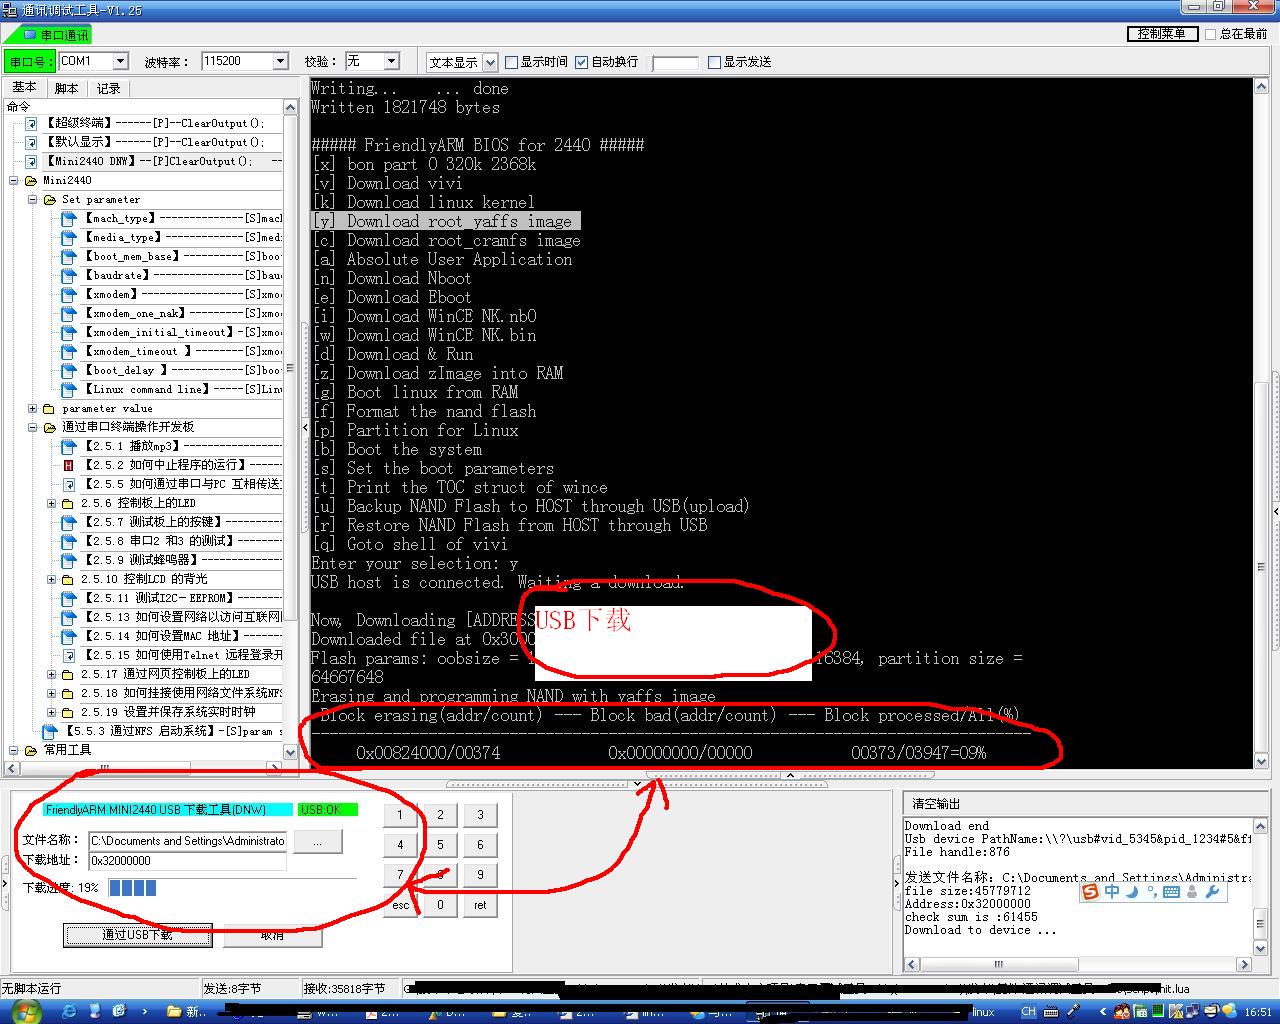 通讯调试工具-V1.25
串口通讯
控制菜单
总在最前
串口号: COM1 波特率: 115200 校验: 无 文本显示 显示时间 自动换行 显示发送
基本 脚本 记录
命令
【超级终端】------[P]--ClearOutput();
【默认显示】------[P]--ClearOutput();
【Mini2440 DNW】--[P]ClearOutput();
Mini2440
Set parameter
【mach_type】--------------[S]mac
【media_type】-------------[S]med
【boot_mem_base】----------[S]boo
【baudrate】---------------[S]bau
【xmodem】-----------------[S]xmo
【xmodem_one_nak】---------[S]xmo
【xmodem_initial_timeout】-[S]xmo
【xmodem_timeout 】--------[S]xmo
【boot_delay 】------------[S]boo
【Linux command line】-----[S]Lin
parameter value
通过串口终端操作开发板
【2.5.1 播放mp3】
【2.5.2 如何中止程序的运行】
【2.5.5 如何通过串口与PC 互相传送
2.5.6 控制板上的LED
【2.5.7 测试板上的按键】
【2.5.8 串口2 和3 的测试】
【2.5.9 测试蜂鸣器】
2.5.10 控制LCD 的背光
【2.5.11 测试I2C－EEPROM】
【2.5.13 如何设置网络以访问互联网
【2.5.14 如何设置MAC 地址】
【2.5.15 如何使用Telnet 远程登录开
2.5.17 通过网页控制板上的LED
2.5.18 如何挂接使用网络文件系统NFS
2.5.19 设置并保存系统实时时钟
【5.5.3 通过NFS 启动系统】-[S]param s
常用工具
Writing... ... done
Written 1821748 bytes
##### FriendlyARM BIOS for 2440 #####
[x] bon part 0 320k 2368k
[v] Download vivi
[k] Download linux kernel
[y] Download root_yaffs image
[c] Download root_cramfs image
[a] Absolute User Application
[n] Download Nboot
[e] Download Eboot
[i] Download WinCE NK.nb0
[w] Download WinCE NK.bin
[d] Download & Run
[z] Download zImage into RAM
[g] Boot linux from RAM
[f] Format the nand flash
[p] Partition for Linux
[b] Boot the system
[s] Set the boot parameters
[t] Print the TOC struct of wince
[u] Backup NAND Flash to HOST through USB(upload)
[r] Restore NAND Flash from HOST through USB
[q] Goto shell of vivi
Enter your selection: y
USB host is connected. Waiting a download.
Now, Downloading [ADDRESS
USB下载
Downloaded file at 0x300
Flash params: oobsize = 16384, partition size =
64667648
Erasing and programming NAND with yaffs image
Block erasing(addr/count) --- Block bad(addr/count) --- Block processed/All(%)
0x00824000/00374 0x00000000/00000 00373/03947=09%
FriendlyARM MINI2440 USB 下载工具(DNW) USB:OK
文件名称: C:\Documents and Settings\Administrato ...
下载地址: 0x32000000
下载进度: 19%
通过USB下载 取消
1 2 3
4 5 6
7 8 9
esc 0 ret
清空输出
Download end
Usb device PathName:\\?\usb#vid_5345&pid_1234#5&f
File handle:876
发送文件名称: C:\Documents and Settings\Administra
file size:45779712
Address:0x32000000
check sum is :61455
Download to device ...
中
无脚本运行 发送:8字节 接收:35818字节
init.lua
新.. linux CH 16:51